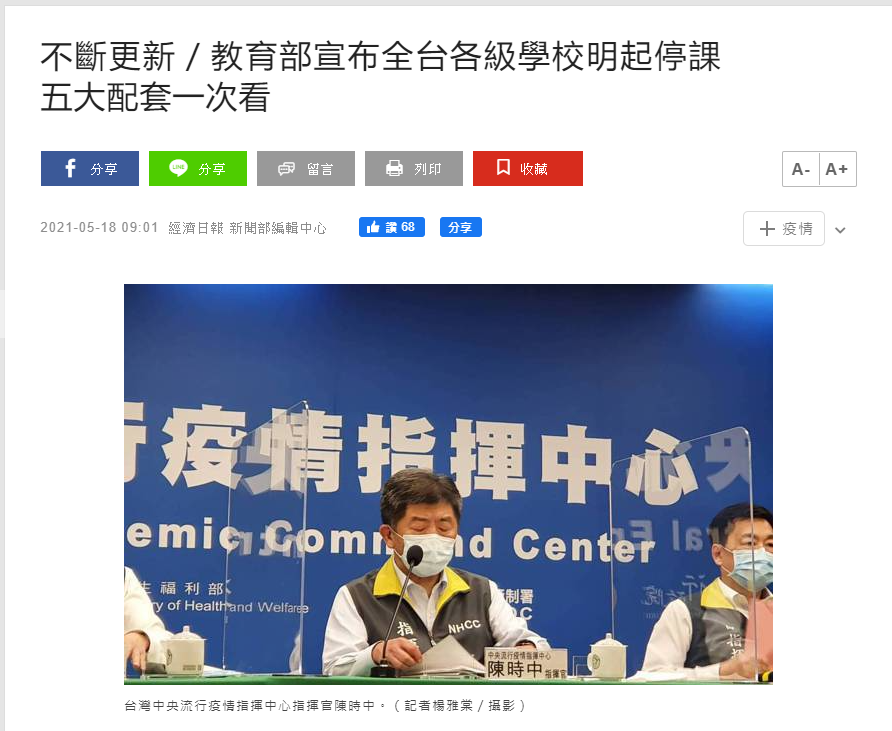 不斷更新／教育部宣布全台各級學校明起停課
五大配套一次看
分享 分享 留言 列印 收藏 A- A+
2021-05-18 09:01 經濟日報 新聞部編輯中心 讚 68 分享 疫情
行疫情指揮中心
emic Command Center
生福利部
ry of Health and Welfare
制署
DC
指 NHCC
中央流行疫情指揮中心
陳時中 指揮官
指揮
台灣中央流行疫情指揮中心指揮官陳時中。（記者楊雅棠／攝影）